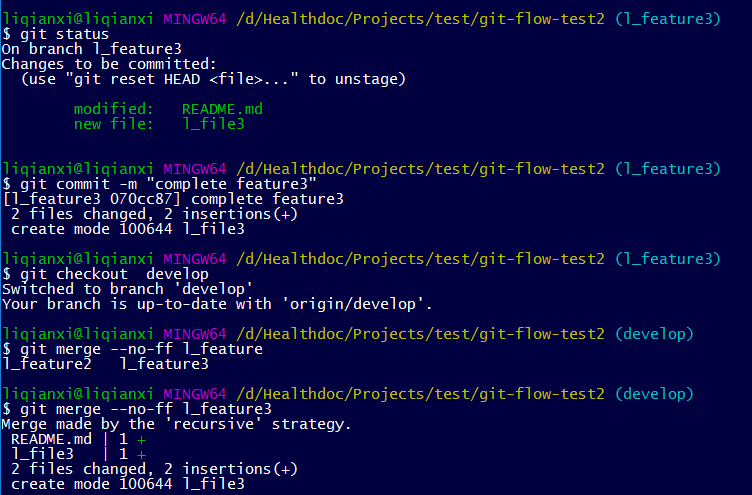 liqianxi@liqianxi MINGW64 /d/Healthdoc/Projects/test/git-flow-test2 (l_feature3)
$ git status
On branch l_feature3
Changes to be committed:
  (use "git reset HEAD <file>..." to unstage)
        modified:   README.md
        new file:   l_file3
liqianxi@liqianxi MINGW64 /d/Healthdoc/Projects/test/git-flow-test2 (l_feature3)
$ git commit -m "complete feature3"
[l_feature3 070cc87] complete feature3
 2 files changed, 2 insertions(+)
 create mode 100644 l_file3
liqianxi@liqianxi MINGW64 /d/Healthdoc/Projects/test/git-flow-test2 (l_feature3)
$ git checkout  develop
Switched to branch 'develop'
Your branch is up-to-date with 'origin/develop'.
liqianxi@liqianxi MINGW64 /d/Healthdoc/Projects/test/git-flow-test2 (develop)
$ git merge --no-ff l_feature
l_feature2   l_feature3
liqianxi@liqianxi MINGW64 /d/Healthdoc/Projects/test/git-flow-test2 (develop)
$ git merge --no-ff l_feature3
Merge made by the 'recursive' strategy.
 README.md | 1 +
 l_file3   | 1 +
 2 files changed, 2 insertions(+)
 create mode 100644 l_file3